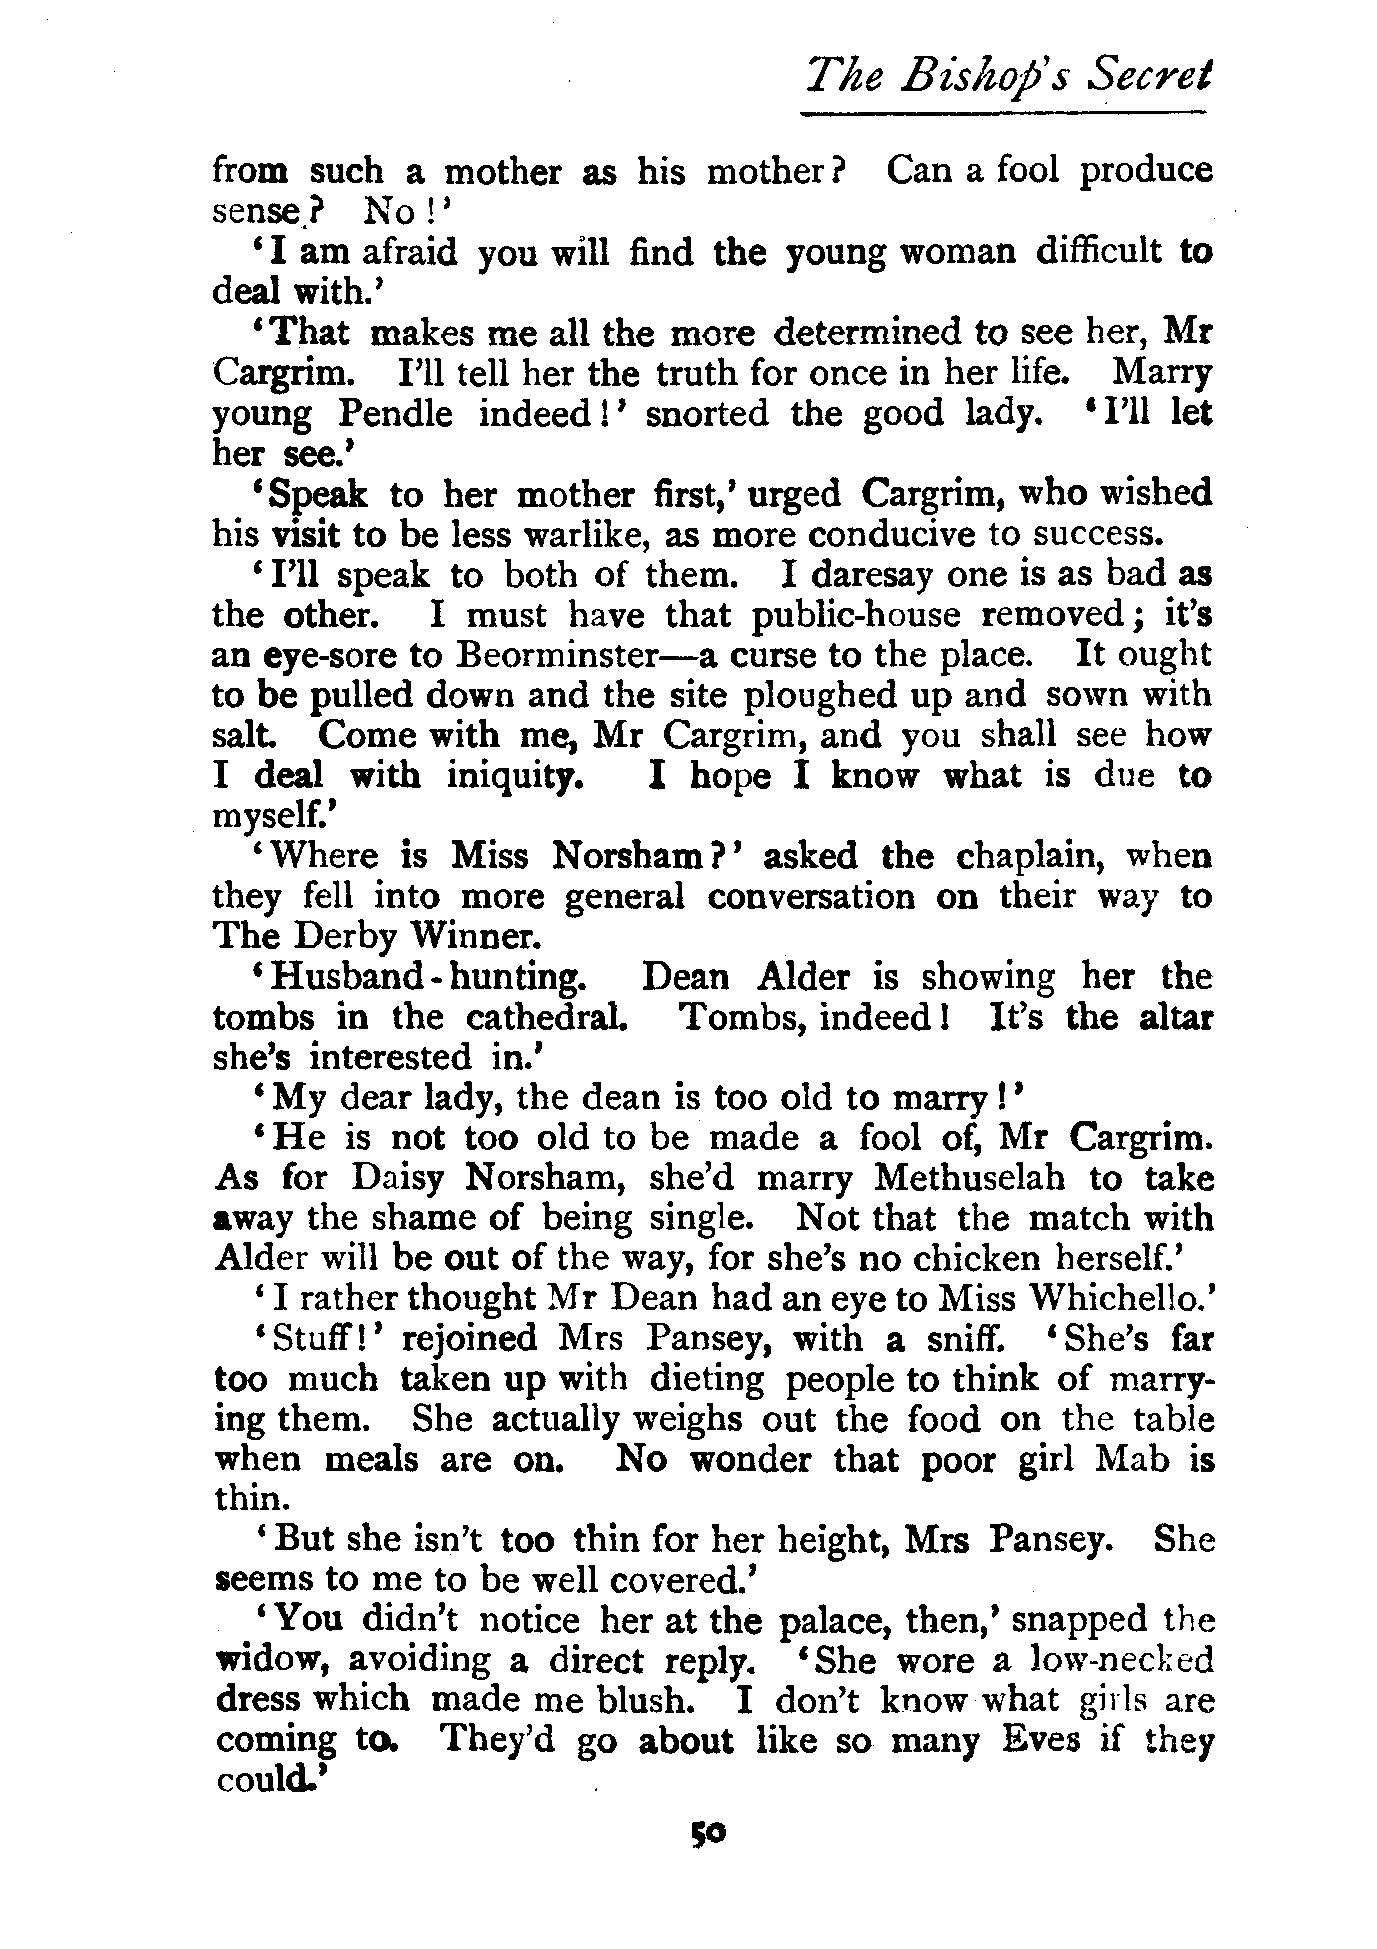 The Bishop's Secret
from such a mother as his mother? Can a fool produce
sense? No!'
'I am afraid you will find the young woman difficult to
deal with.'
'That makes me all the more determined to see her, Mr
Cargrim. I'll tell her the truth for once in her life. Marry
young Pendle indeed!' snorted the good lady. 'I'll let
her see.'
'Speak to her mother first,' urged Cargrim, who wished
his visit to be less warlike, as more conducive to success.
'I'll speak to both of them. I daresay one is as bad as
the other. I must have that public-house removed; it's
an eye-sore to Beorminster—a curse to the place. It ought
to be pulled down and the site ploughed up and sown with
salt. Come with me, Mr Cargrim, and you shall see how
I deal with iniquity. I hope I know what is due to
myself.'
'Where is Miss Norsham?' asked the chaplain, when
they fell into more general conversation on their way to
The Derby Winner.
'Husband-hunting. Dean Alder is showing her the
tombs in the cathedral. Tombs, indeed! It's the altar
she's interested in.'
'My dear lady, the dean is too old to marry!'
'He is not too old to be made a fool of, Mr Cargrim.
As for Daisy Norsham, she'd marry Methuselah to take
away the shame of being single. Not that the match with
Alder will be out of the way, for she's no chicken herself.'
'I rather thought Mr Dean had an eye to Miss Whichello.'
'Stuff!' rejoined Mrs Pansey, with a sniff. 'She's far
too much taken up with dieting people to think of marry-
ing them. She actually weighs out the food on the table
when meals are on. No wonder that poor girl Mab is
thin.
'But she isn't too thin for her height, Mrs Pansey. She
seems to me to be well covered.'
'You didn't notice her at the palace, then,' snapped the
widow, avoiding a direct reply. 'She wore a low-necked
dress which made me blush. I don't know what girls are
coming to. They'd go about like so many Eves if they
could.'
50